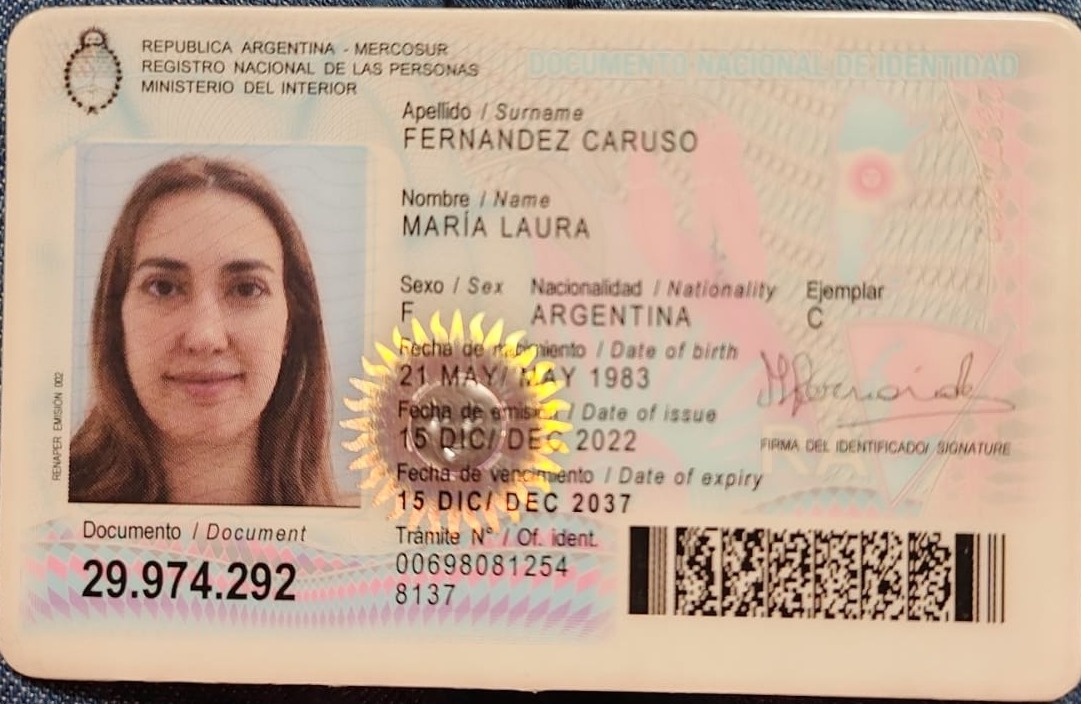 REPUBLICA ARGENTINA - MERCOSUR
REGISTRO NACIONAL DE LAS PERSONAS
MINISTERIO DEL INTERIOR
DOCUMENTO NACIONAL DE IDENTIDAD
Apellido / Surname
FERNANDEZ CARUSO
Nombre / Name
MARÍA LAURA
Sexo / Sex Nacionalidad / Nationality Ejemplar
F ARGENTINA C
Fecha de nacimiento / Date of birth
21 MAY/ MAY 1983
Fecha de emisión / Date of issue
15 DIC/ DEC 2022
FIRMA DEL IDENTIFICADO/ SIGNATURE
Fecha de vencimiento / Date of expiry
15 DIC/ DEC 2037
RENAPER EMISIÓN 002
Documento / Document
29.974.292
Trámite N° / Of. ident.
00698081254
8137
RA